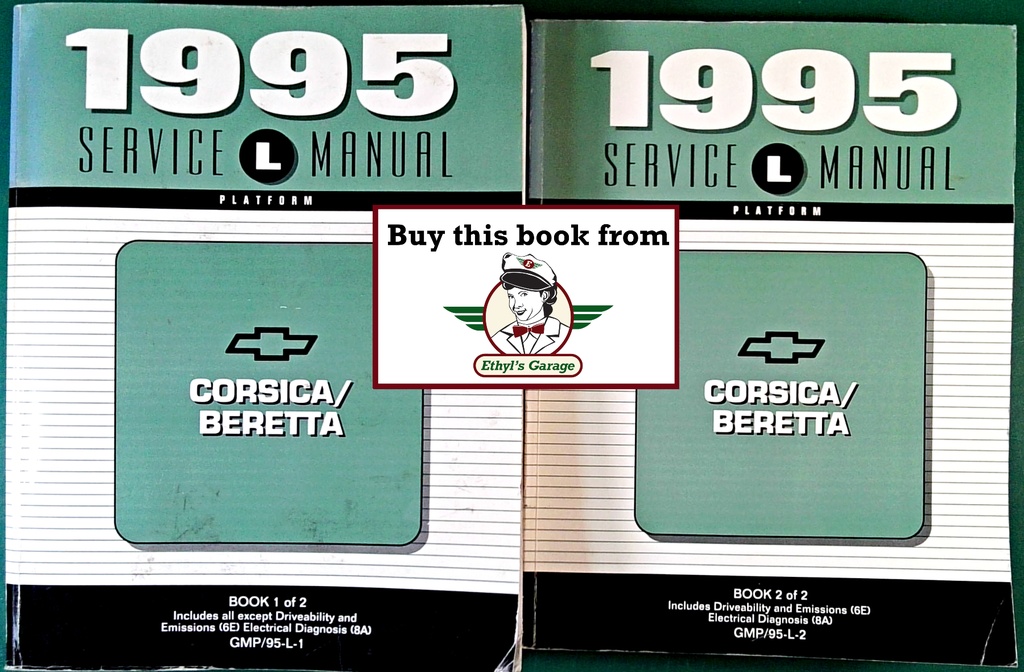 1995
SERVICE L MANUAL
PLATFORM
CORSICA/
BERETTA
BOOK 1 of 2
Includes all except Driveability and
Emissions (6E) Electrical Diagnosis (8A)
GMP/95-L-1
Buy this book from
E
Ethyl's Garage
1995
SERVICE L MANUAL
PLATFORM
CORSICA/
BERETTA
BOOK 2 of 2
Includes Driveability and Emissions (6E)
Electrical Diagnosis (8A)
GMP/95-L-2